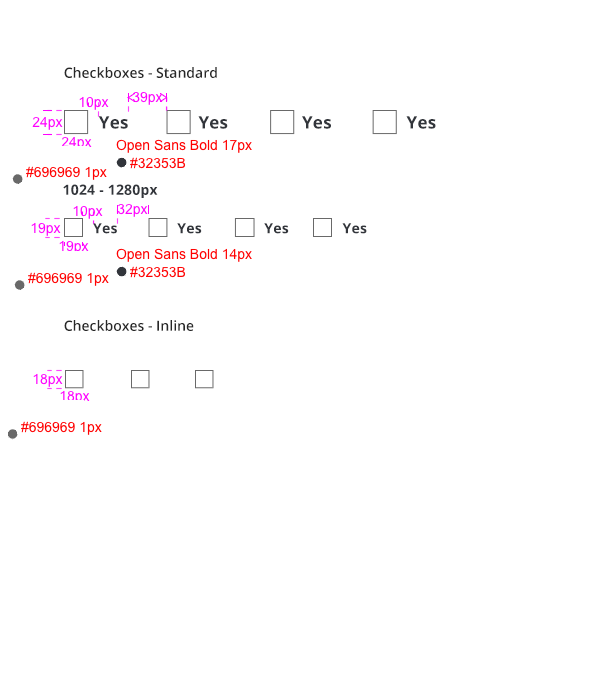 Checkboxes - Standard
10px 39px
24px Yes Yes Yes Yes
24px Open Sans Bold 17px
#32353B
#696969 1px
1024 - 1280px
10px 32px
19px Yes Yes Yes Yes
19px
Open Sans Bold 14px
#32353B
#696969 1px
Checkboxes - Inline
18px
18px
#696969 1px